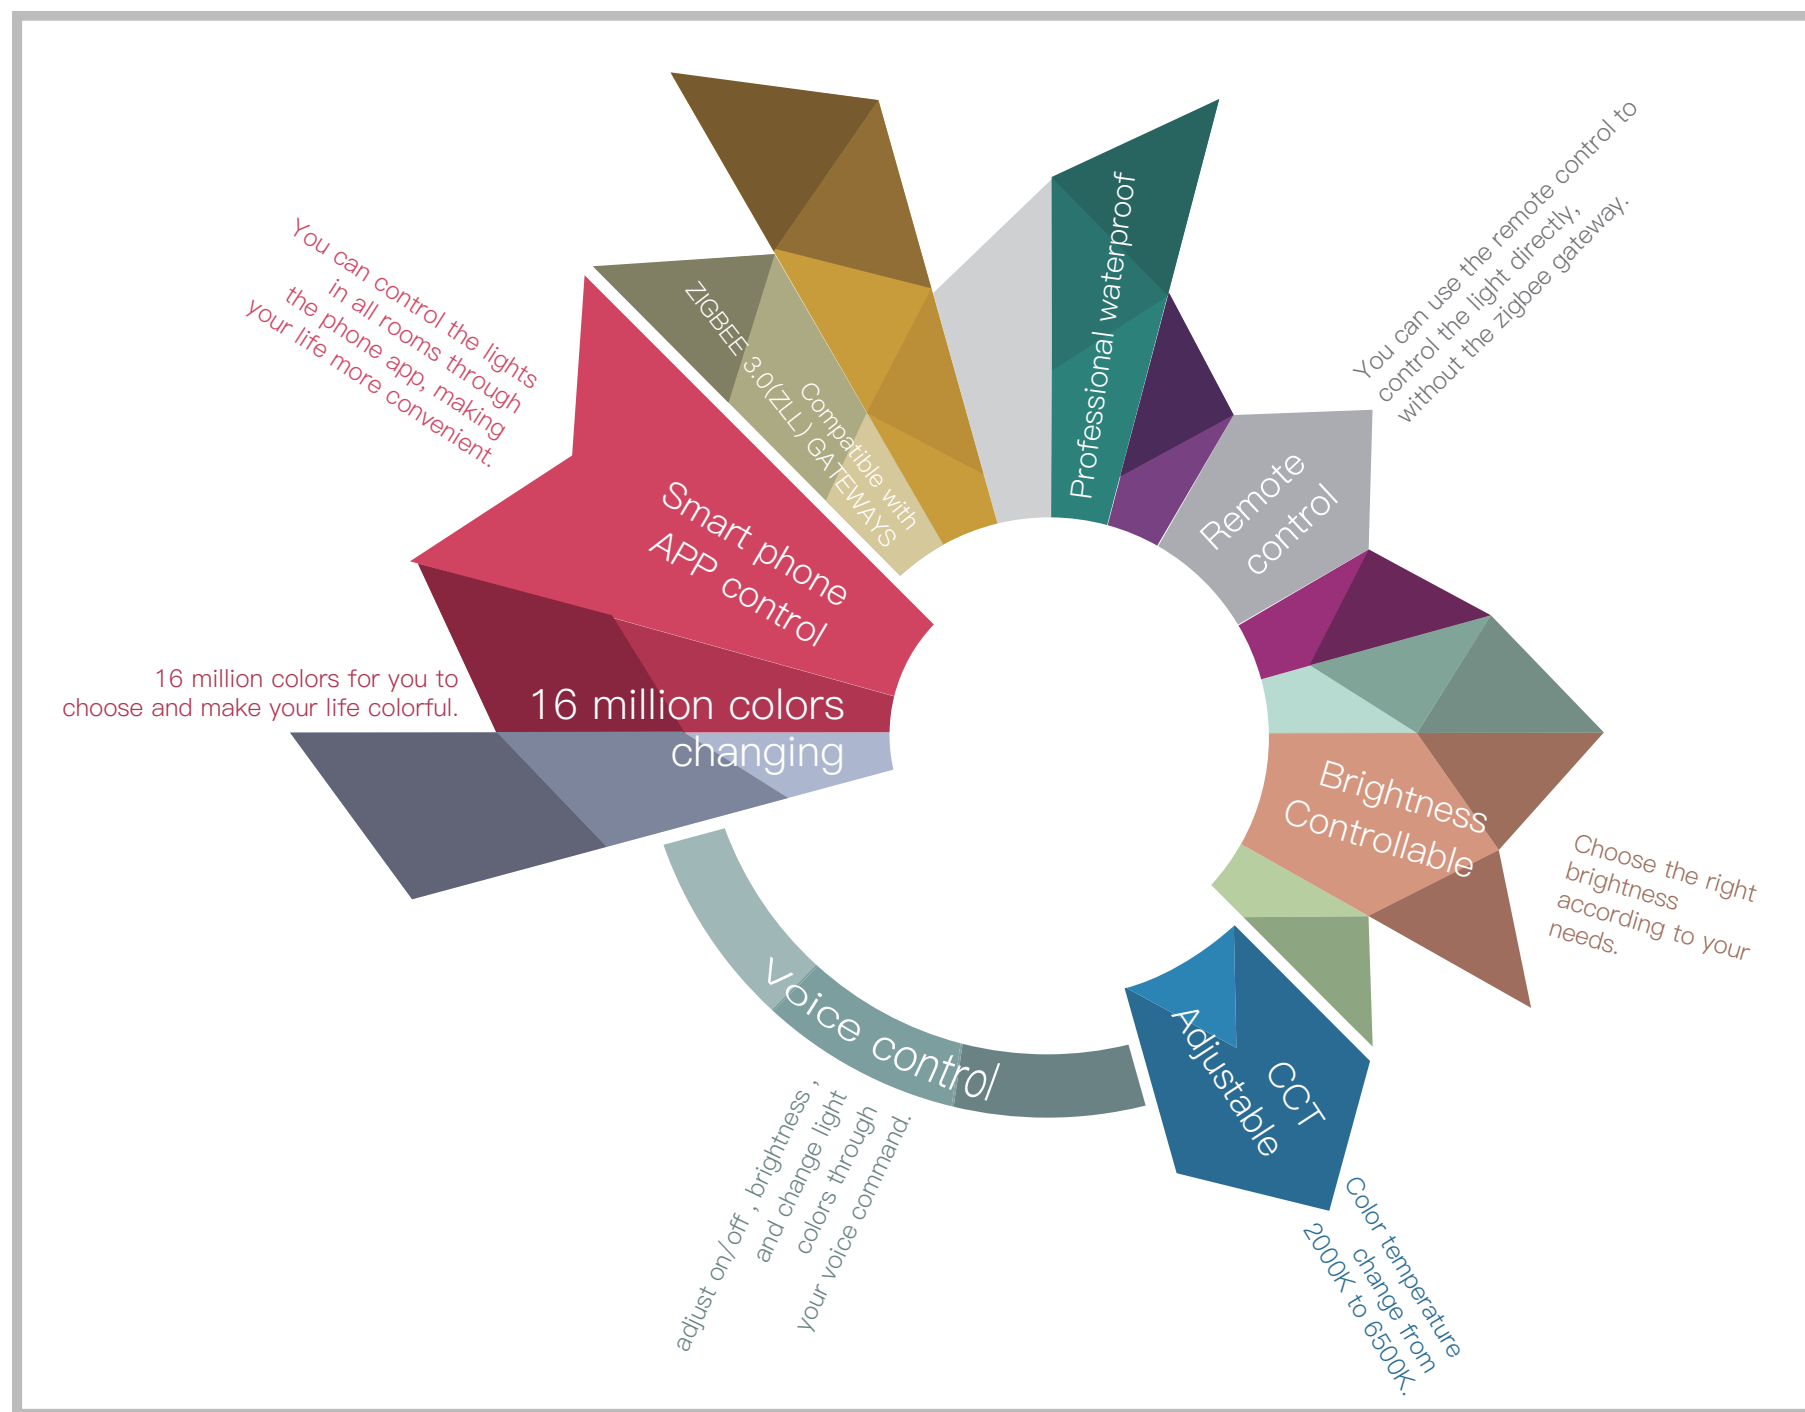 You can control the lights
in all rooms through
the phone app, making
your life more convenient.
Smart phone
APP control
Compatible with
ZIGBEE 3.0(ZLL) GATEWAYS
Professional waterproof
Remote
control
You can use the remote control to
control the light directly,
without the zigbee gateway.
16 million colors for you to
choose and make your life colorful.
16 million colors
changing
Brightness
Controllable
Choose the right
brightness
according to your
needs.
Voice control
adjust on/off , brightness ,
and change light
colors through
your voice command.
CCT
Adjustable
Color temperature
change from
2000K to 6500K.